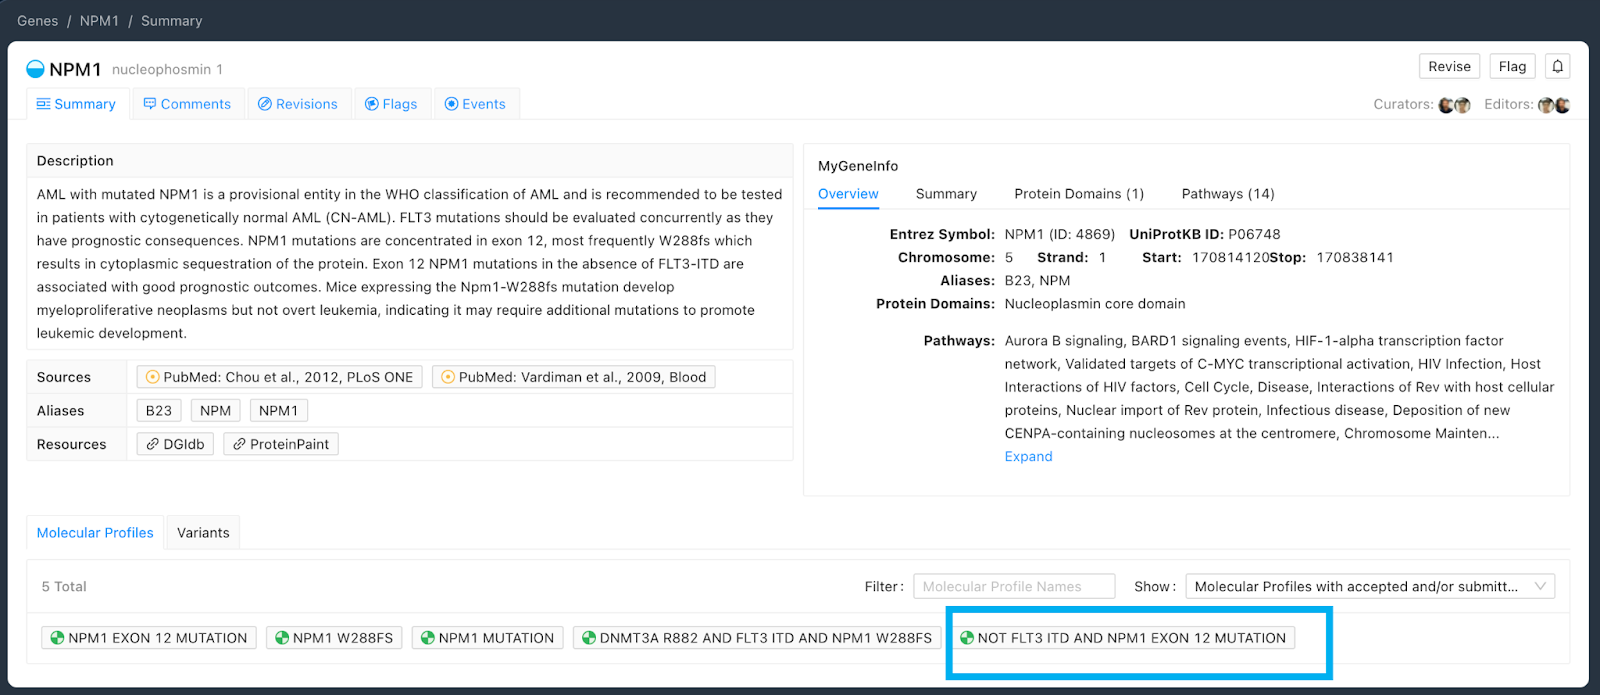 Genes / NPM1 / Summary
NPM1 nucleophosmin 1
Revise Flag
Summary Comments Revisions Flags Events
Curators: Editors:
Description
AML with mutated NPM1 is a provisional entity in the WHO classification of AML and is recommended to be tested
in patients with cytogenetically normal AML (CN-AML). FLT3 mutations should be evaluated concurrently as they
have prognostic consequences. NPM1 mutations are concentrated in exon 12, most frequently W288fs which
results in cytoplasmic sequestration of the protein. Exon 12 NPM1 mutations in the absence of FLT3-ITD are
associated with good prognostic outcomes. Mice expressing the Npm1-W288fs mutation develop
myeloproliferative neoplasms but not overt leukemia, indicating it may require additional mutations to promote
leukemic development.
Sources PubMed: Chou et al., 2012, PLoS ONE PubMed: Vardiman et al., 2009, Blood
Aliases B23 NPM NPM1
Resources DGIdb ProteinPaint
MyGeneInfo
Overview Summary Protein Domains (1) Pathways (14)
Entrez Symbol: NPM1 (ID: 4869) UniProtKB ID: P06748
Chromosome: 5 Strand: 1 Start: 170814120Stop: 170838141
Aliases: B23, NPM
Protein Domains: Nucleoplasmin core domain
Pathways: Aurora B signaling, BARD1 signaling events, HIF-1-alpha transcription factor
network, Validated targets of C-MYC transcriptional activation, HIV Infection, Host
Interactions of HIV factors, Cell Cycle, Disease, Interactions of Rev with host cellular
proteins, Nuclear import of Rev protein, Infectious disease, Deposition of new
CENPA-containing nucleosomes at the centromere, Chromosome Mainten...
Expand
Molecular Profiles Variants
5 Total Filter: Molecular Profile Names Show: Molecular Profiles with accepted and/or submitt...
NPM1 EXON 12 MUTATION NPM1 W288FS NPM1 MUTATION DNMT3A R882 AND FLT3 ITD AND NPM1 W288FS NOT FLT3 ITD AND NPM1 EXON 12 MUTATION